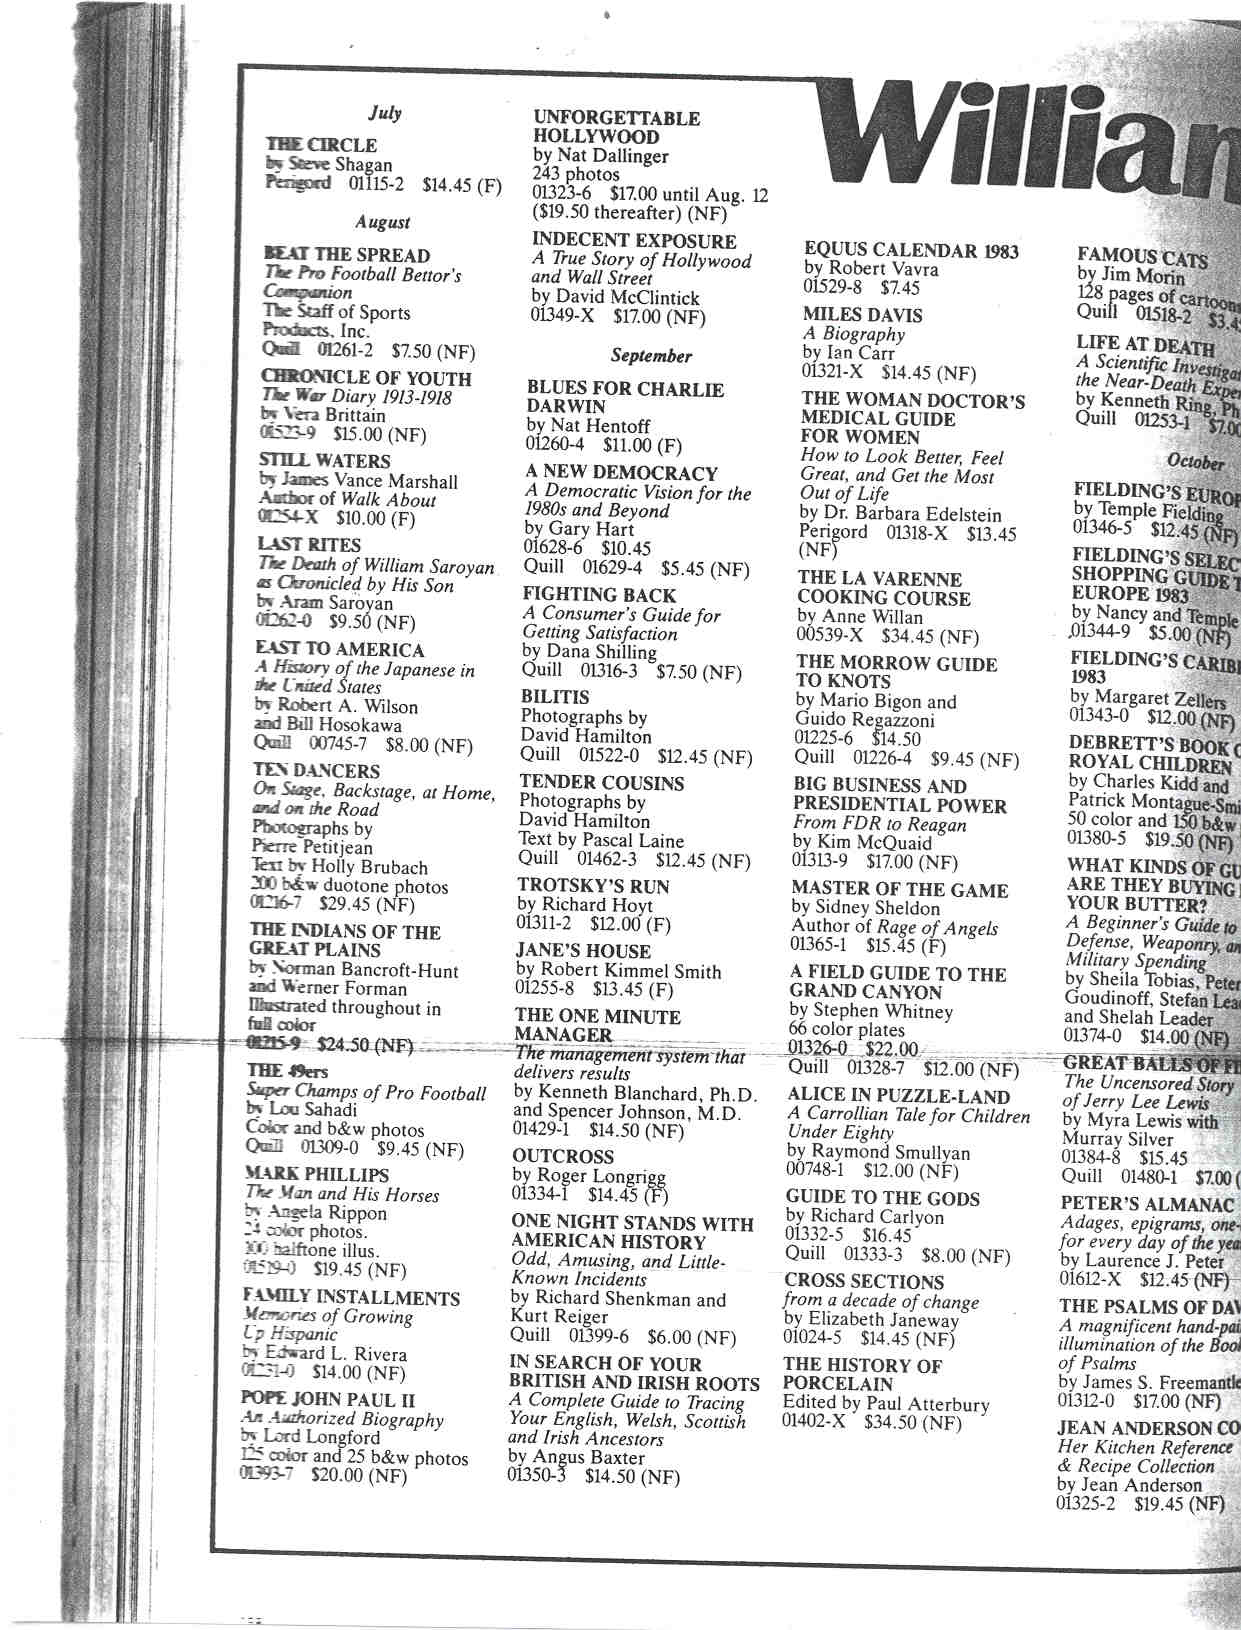 July
THE CIRCLE
by Steve Shagan
Perigord 01115-2 $14.45 (F)
August
BEAT THE SPREAD
The Pro Football Bettor's
Companion
The Staff of Sports
Products, Inc.
Quill 01261-2 $7.50 (NF)
CHRONICLE OF YOUTH
The War Diary 1913-1918
by Vera Brittain
01523-9 $15.00 (NF)
STILL WATERS
by James Vance Marshall
Author of Walk About
01254-X $10.00 (F)
LAST RITES
The Death of William Saroyan
as Chronicled by His Son
by Aram Saroyan
01262-0 $9.50 (NF)
EAST TO AMERICA
A History of the Japanese in
the United States
by Robert A. Wilson
and Bill Hosokawa
Quill 00745-7 $8.00 (NF)
TEN DANCERS
On Stage, Backstage, at Home,
and on the Road
Photographs by
Pierre Petitjean
Text by Holly Brubach
200 b&w duotone photos
01216-7 $29.45 (NF)
THE INDIANS OF THE
GREAT PLAINS
by Norman Bancroft-Hunt
and Werner Forman
Illustrated throughout in
full color
01215-9 $24.50 (NF)
THE 49ers
Super Champs of Pro Football
by Lou Sahadi
Color and b&w photos
Quill 01309-0 $9.45 (NF)
MARK PHILLIPS
The Man and His Horses
by Angela Rippon
24 color photos.
100 halftone illus.
01519-0 $19.45 (NF)
FAMILY INSTALLMENTS
Memories of Growing
Up Hispanic
by Edward L. Rivera
01231-0 $14.00 (NF)
POPE JOHN PAUL II
An Authorized Biography
by Lord Longford
125 color and 25 b&w photos
01393-7 $20.00 (NF)
UNFORGETTABLE
HOLLYWOOD
by Nat Dallinger
243 photos
01323-6 $17.00 until Aug. 12
($19.50 thereafter) (NF)
INDECENT EXPOSURE
A True Story of Hollywood
and Wall Street
by David McClintick
01349-X $17.00 (NF)
September
BLUES FOR CHARLIE
DARWIN
by Nat Hentoff
01260-4 $11.00 (F)
A NEW DEMOCRACY
A Democratic Vision for the
1980s and Beyond
by Gary Hart
01628-6 $10.45
Quill 01629-4 $5.45 (NF)
FIGHTING BACK
A Consumer's Guide for
Getting Satisfaction
by Dana Shilling
Quill 01316-3 $7.50 (NF)
BILITIS
Photographs by
David Hamilton
Quill 01522-0 $12.45 (NF)
TENDER COUSINS
Photographs by
David Hamilton
Text by Pascal Laine
Quill 01462-3 $12.45 (NF)
TROTSKY'S RUN
by Richard Hoyt
01311-2 $12.00 (F)
JANE'S HOUSE
by Robert Kimmel Smith
01255-8 $13.45 (F)
THE ONE MINUTE
MANAGER
The management system that
delivers results
by Kenneth Blanchard, Ph.D.
and Spencer Johnson, M.D.
01429-1 $14.50 (NF)
OUTCROSS
by Roger Longrigg
01334-1 $14.45 (F)
ONE NIGHT STANDS WITH
AMERICAN HISTORY
Odd, Amusing, and Little-
Known Incidents
by Richard Shenkman and
Kurt Reiger
Quill 01399-6 $6.00 (NF)
IN SEARCH OF YOUR
BRITISH AND IRISH ROOTS
A Complete Guide to Tracing
Your English, Welsh, Scottish
and Irish Ancestors
by Angus Baxter
01350-3 $14.50 (NF)
William
EQUUS CALENDAR 1983
by Robert Vavra
01529-8 $7.45
MILES DAVIS
A Biography
by Ian Carr
01321-X $14.45 (NF)
THE WOMAN DOCTOR'S
MEDICAL GUIDE
FOR WOMEN
How to Look Better, Feel
Great, and Get the Most
Out of Life
by Dr. Barbara Edelstein
Perigord 01318-X $13.45
(NF)
THE LA VARENNE
COOKING COURSE
by Anne Willan
00539-X $34.45 (NF)
THE MORROW GUIDE
TO KNOTS
by Mario Bigon and
Guido Regazzoni
01225-6 $14.50
Quill 01226-4 $9.45 (NF)
BIG BUSINESS AND
PRESIDENTIAL POWER
From FDR to Reagan
by Kim McQuaid
01313-9 $17.00 (NF)
MASTER OF THE GAME
by Sidney Sheldon
Author of Rage of Angels
01365-1 $15.45 (F)
A FIELD GUIDE TO THE
GRAND CANYON
by Stephen Whitney
66 color plates
01326-0 $22.00
Quill 01328-7 $12.00 (NF)
ALICE IN PUZZLE-LAND
A Carrollian Tale for Children
Under Eighty
by Raymond Smullyan
00748-1 $12.00 (NF)
GUIDE TO THE GODS
by Richard Carlyon
01332-5 $16.45
Quill 01333-3 $8.00 (NF)
CROSS SECTIONS
from a decade of change
by Elizabeth Janeway
01024-5 $14.45 (NF)
THE HISTORY OF
PORCELAIN
Edited by Paul Atterbury
01402-X $34.50 (NF)
FAMOUS CATS
by Jim Morin
128 pages of cartoons
Quill 01518-2 $3.4
LIFE AT DEATH
A Scientific Investigat
the Near-Death Exper
by Kenneth Ring, Ph
Quill 01253-1 $7.00
October
FIELDING'S EUROP
by Temple Fielding
01346-5 $12.45 (NF)
FIELDING'S SELECT
SHOPPING GUIDE T
EUROPE 1983
by Nancy and Temple
01344-9 $5.00 (NF)
FIELDING'S CARIBB
1983
by Margaret Zellers
01343-0 $12.00 (NF)
DEBRETT'S BOOK O
ROYAL CHILDREN
by Charles Kidd and
Patrick Montague-Smi
50 color and 150 b&w
01380-5 $19.50 (NF)
WHAT KINDS OF GU
ARE THEY BUYING
YOUR BUTTER?
A Beginner's Guide to
Defense, Weaponry, an
Military Spending
by Sheila Tobias, Peter
Goudinoff, Stefan Lea
and Shelah Leader
01374-0 $14.00 (NF)
GREAT BALLS OF FI
The Uncensored Story
of Jerry Lee Lewis
by Myra Lewis with
Murray Silver
01384-8 $15.45
Quill 01480-1 $7.00 (
PETER'S ALMANAC
Adages, epigrams, one-
for every day of the yea
by Laurence J. Peter
01612-X $12.45 (NF)
THE PSALMS OF DAV
A magnificent hand-pai
illumination of the Book
of Psalms
by James S. Freemantle
01312-0 $17.00 (NF)
JEAN ANDERSON CO
Her Kitchen Reference
& Recipe Collection
by Jean Anderson
01325-2 $19.45 (NF)